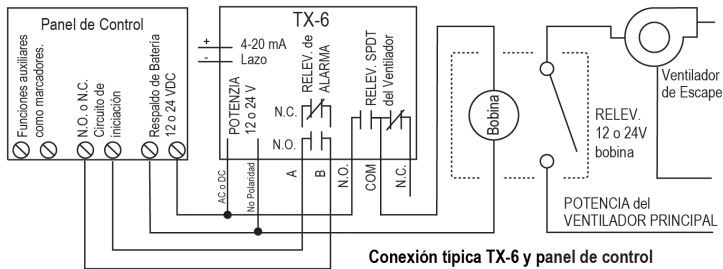 Panel de Control
Funciones auxiliares
como marcadores.
N.O. o N.C.
Circuito de
iniciación
Respaldo de Batería
12 o 24 VDC
TX-6
+
-
4-20 mA
Lazo
POTENZIA
12 o 24 V
RELEV. de
ALARMA
N.C.
N.O.
RELEV. SPDT
del Ventilador
AC o DC
No Polaridad
A
B
N.O.
COM
N.C.
Bobina
RELEV.
12 o 24V
bobina
Ventilador
de Escape
POTENCIA del
VENTILADOR PRINCIPAL
Conexión típica TX-6 y panel de control